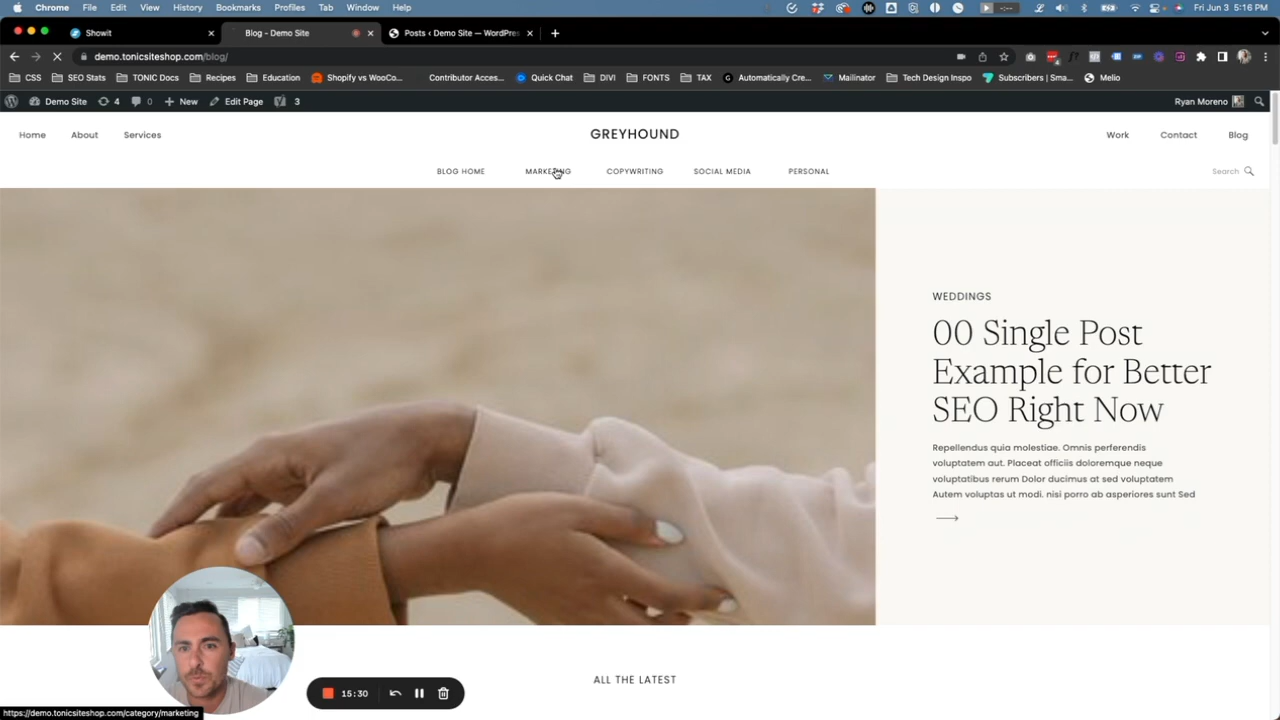 Chrome File Edit View History Bookmarks Profiles Tab Window Help Fri Jun 3 5:16 PM
Showit Blog - Demo Site Posts ‹ Demo Site — WordPres
demo.tonicsiteshop.com/blog/
CSS SEO Stats TONIC Docs Recipes Education Shopify vs WooCo... Contributor Acces... Quick Chat DIVI FONTS TAX Automatically Cre... Mailinator Tech Design Inspo Subscribers | Sma... Melio
Demo Site 4 0 New Edit Page 3 Ryan Moreno
Home About Services GREYHOUND Work Contact Blog
BLOG HOME MARKETING COPYWRITING SOCIAL MEDIA PERSONAL Search
WEDDINGS
00 Single Post
Example for Better
SEO Right Now
Repellendus quia molestiae. Omnis perferendis
voluptatem aut. Placeat officiis doloremque neque
voluptatibus rerum Dolor ducimus at sed voluptatem
Autem voluptas ut modi. nisi porro ab asperiores sunt Sed
ALL THE LATEST
15:30
https://demo.tonicsiteshop.com/category/marketing